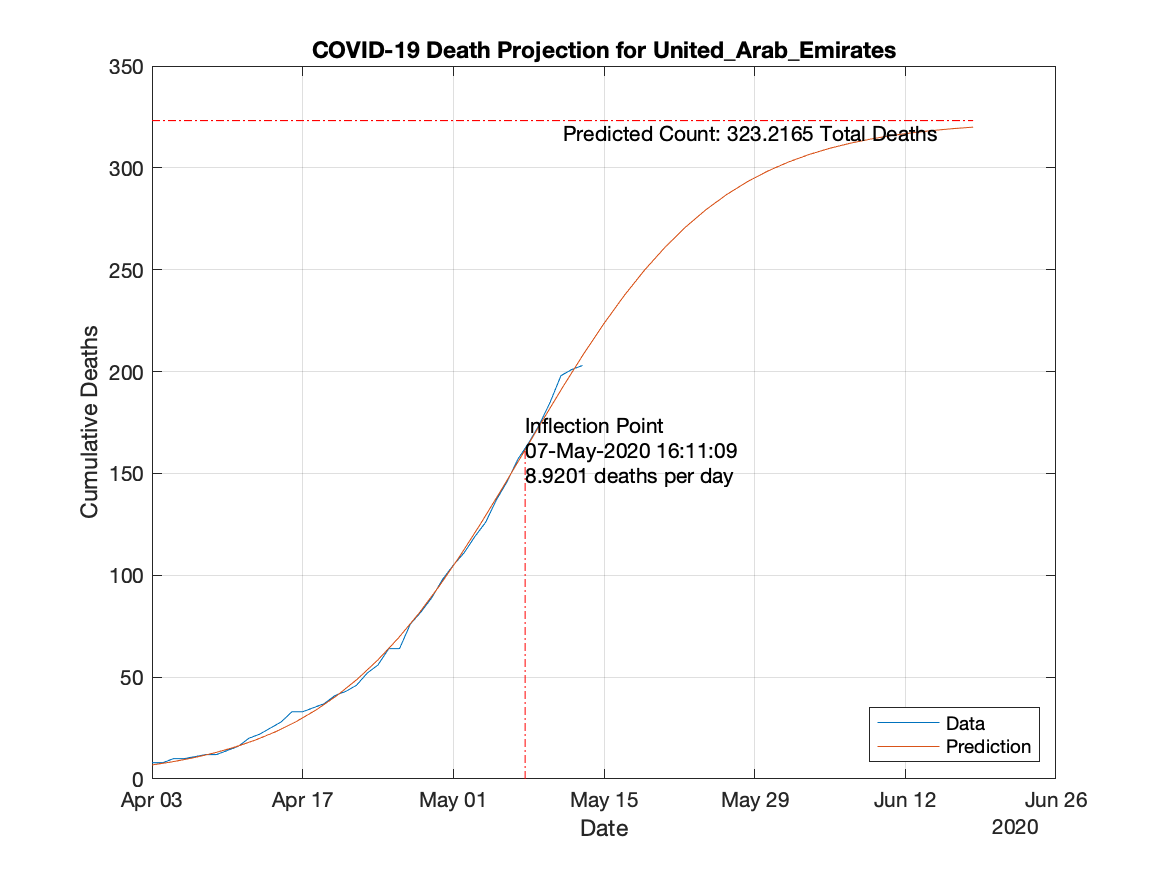 COVID-19 Death Projection for United_Arab_Emirates
350
300
250
200
150
100
50
0
Cumulative Deaths
Predicted Count: 323.2165 Total Deaths
Inflection Point
07-May-2020 16:11:09
8.9201 deaths per day
Data
Prediction
Apr 03
Apr 17
May 01
May 15
May 29
Jun 12
Jun 26
Date
2020